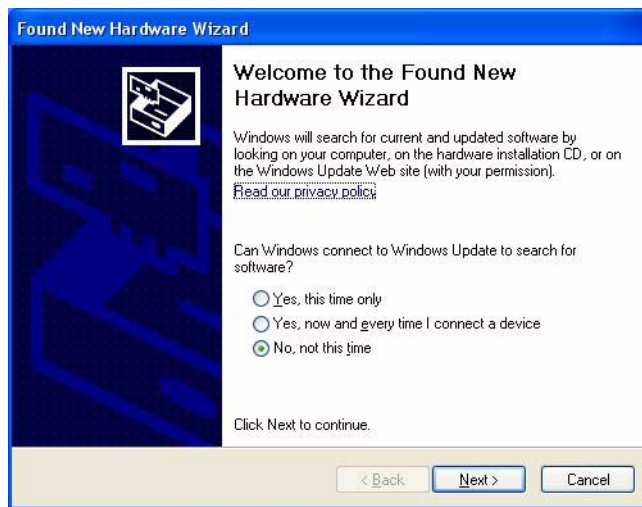 Found New Hardware Wizard
Welcome to the Found New
Hardware Wizard
Windows will search for current and updated software by
looking on your computer, on the hardware installation CD, or on
the Windows Update Web site (with your permission).
Read our privacy policy
Can Windows connect to Windows Update to search for
software?
Yes, this time only
Yes, now and every time I connect a device
No, not this time
Click Next to continue.
< Back
Next >
Cancel